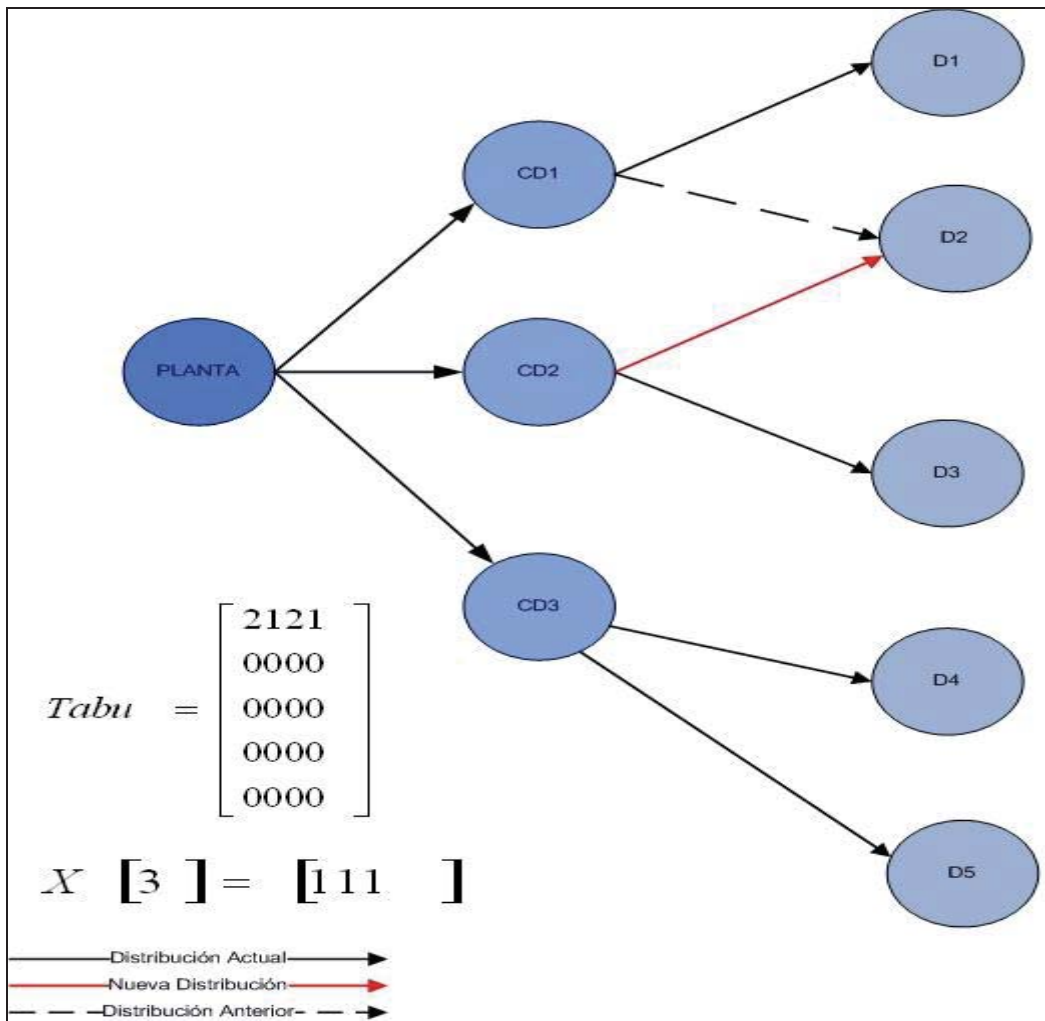 D1
CD1
D2
PLANTA
CD2
D3
CD3
D4
D5
Tabu = [2121
0000
0000
0000
0000]
X [3 ] = [111 ]
Distribución Actual
Nueva Distribución
Distribución Anterior